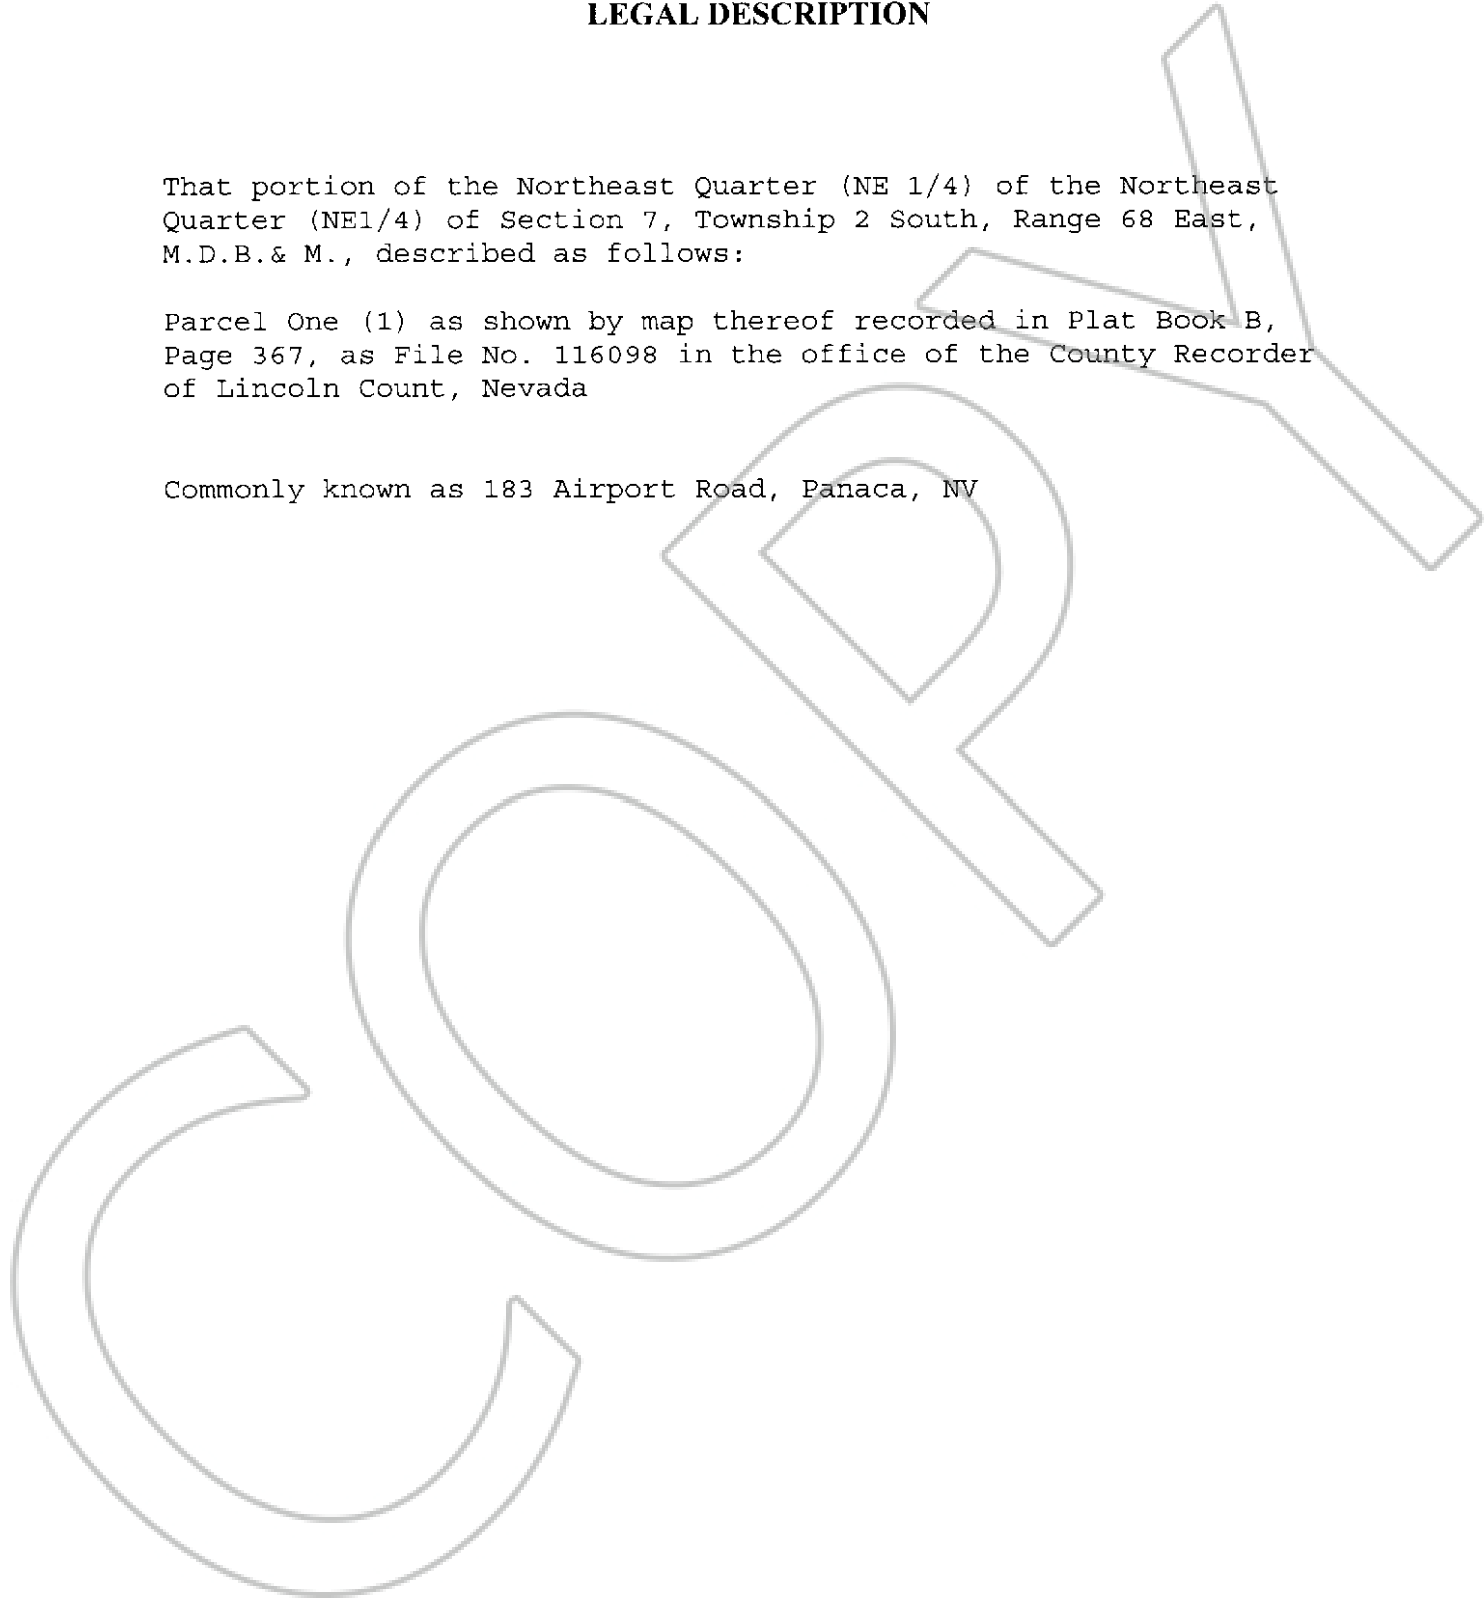 LEGAL DESCRIPTION
That portion of the Northeast Quarter (NE 1/4) of the Northeast
Quarter (NE1/4) of Section 7, Township 2 South, Range 68 East,
M.D.B.& M., described as follows:
Parcel One (1) as shown by map thereof recorded in Plat Book B,
Page 367, as File No. 116098 in the office of the County Recorder
of Lincoln Count, Nevada
Commonly known as 183 Airport Road, Panaca, NV
COPY